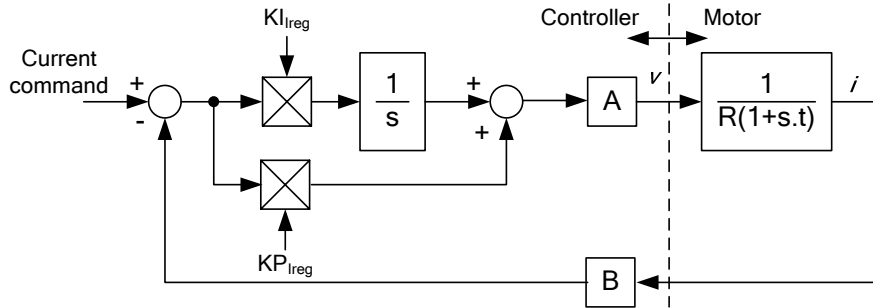 Controller Motor
KI_Ireg
Current
command
+
-
1
s
+
+
A
v
1
R(1+s.t)
i
KP_Ireg
B